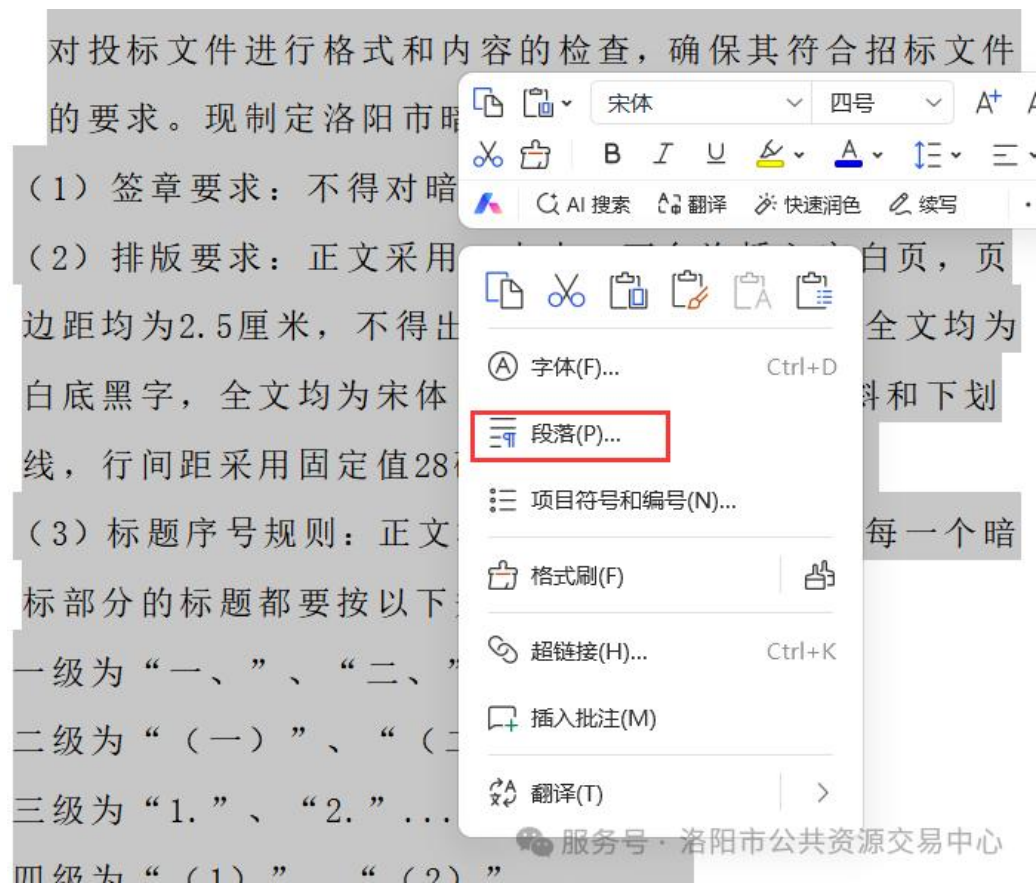 对投标文件进行格式和内容的检查，确保其符合招标文件
的要求。现制定洛阳市暗
（1）签章要求：不得对暗
（2）排版要求：正文采用
白页，页
边距均为2.5厘米，不得出
全文均为
白底黑字，全文均为宋体
和下划
线，行间距采用固定值28
（3）标题序号规则：正文
每一个暗
标部分的标题都要按以下
一级为“一、”、“二、”
二级为“（一）”、“（二
三级为“1.”、“2.”...
四级为“（1）”、“（2）”
宋体
四号
A+
B I U A
AI 搜索 翻译 快速润色 续写
字体(F)... Ctrl+D
段落(P)...
项目符号和编号(N)...
格式刷(F)
超链接(H)... Ctrl+K
插入批注(M)
翻译(T)
服务号 · 洛阳市公共资源交易中心